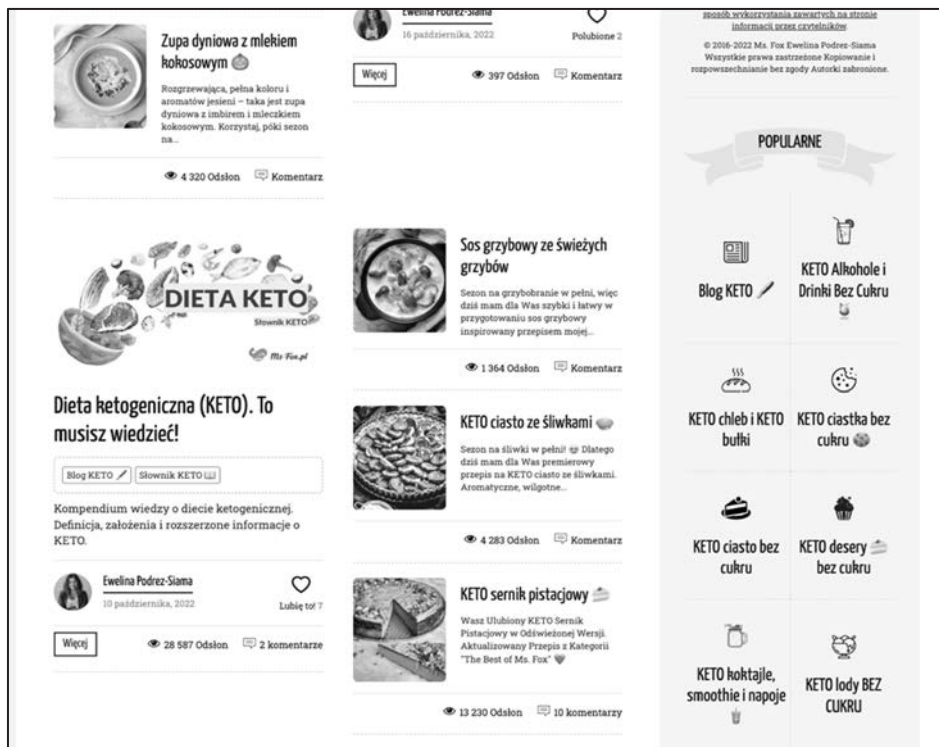 Zupa dyniowa z mlekiem
kokosowym
Rozgrzewająca, pełna koloru i
aromatów jesieni – taka jest zupa
dyniowa z imbirem i mleczkiem
kokosowym. Korzystaj, póki sezon
na...
4 320 Odsłon Komentarz
DIETA KETO
Słownik KETO
Ms Fox.pl
Dieta ketogeniczna (KETO). To
musisz wiedzieć!
Blog KETO Słownik KETO
Kompendium wiedzy o diecie ketogenicznej.
Definicja, założenia i rozszerzone informacje o
KETO.
Ewelina Podrez-Siama
10 października, 2022
Lubię to! 7
Więcej
28 587 Odsłon 2 komentarze
Ewelina Podrez-Siama
16 października, 2022
Polubione 2
Więcej
397 Odsłon Komentarz
Sos grzybowy ze świeżych
grzybów
Sezon na grzybobranie w pełni, więc
dziś mam dla Was szybki i łatwy w
przygotowaniu sos grzybowy
inspirowany przepisem mojej...
1 364 Odsłon Komentarz
KETO ciasto ze śliwkami
Sezon na śliwki w pełni! Dlatego
dziś mam dla Was premierowy
przepis na KETO ciasto ze śliwkami.
Aromatyczne, wilgotne...
4 283 Odsłon Komentarz
KETO sernik pistacjowy
Wasz Ulubiony KETO Sernik
Pistacjowy w Odświeżonej Wersji.
Aktualizowany Przepis z Kategorii
"The Best of Ms. Fox"
13 230 Odsłon 10 komentarzy
sposób wykorzystania zawartych na stronie
informacji przez czytelników.
© 2016-2022 Ms. Fox Ewelina Podrez-Siama
Wszystkie prawa zastrzeżone Kopiowanie i
rozpowszechnianie bez zgody Autorki zabronione.
POPULARNE
Blog KETO
KETO Alkohole i
Drinki Bez Cukru
KETO chleb i KETO
bułki
KETO ciastka bez
cukru
KETO ciasto bez
cukru
KETO desery
bez cukru
KETO koktajle,
smoothie i napoje
KETO lody BEZ
CUKRU